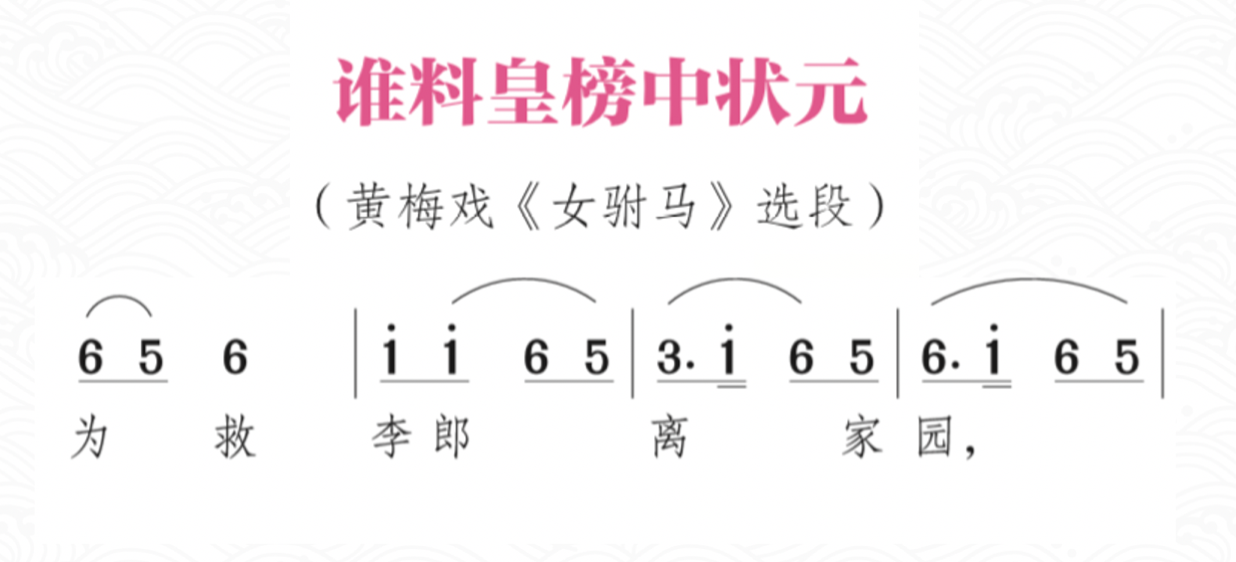 谁料皇榜中状元
（黄梅戏《女驸马》选段）
6 5 6 | i i 6 5 | 3. i 6 5 | 6. i 6 5 |
为 救 李 郎 离 家 园，